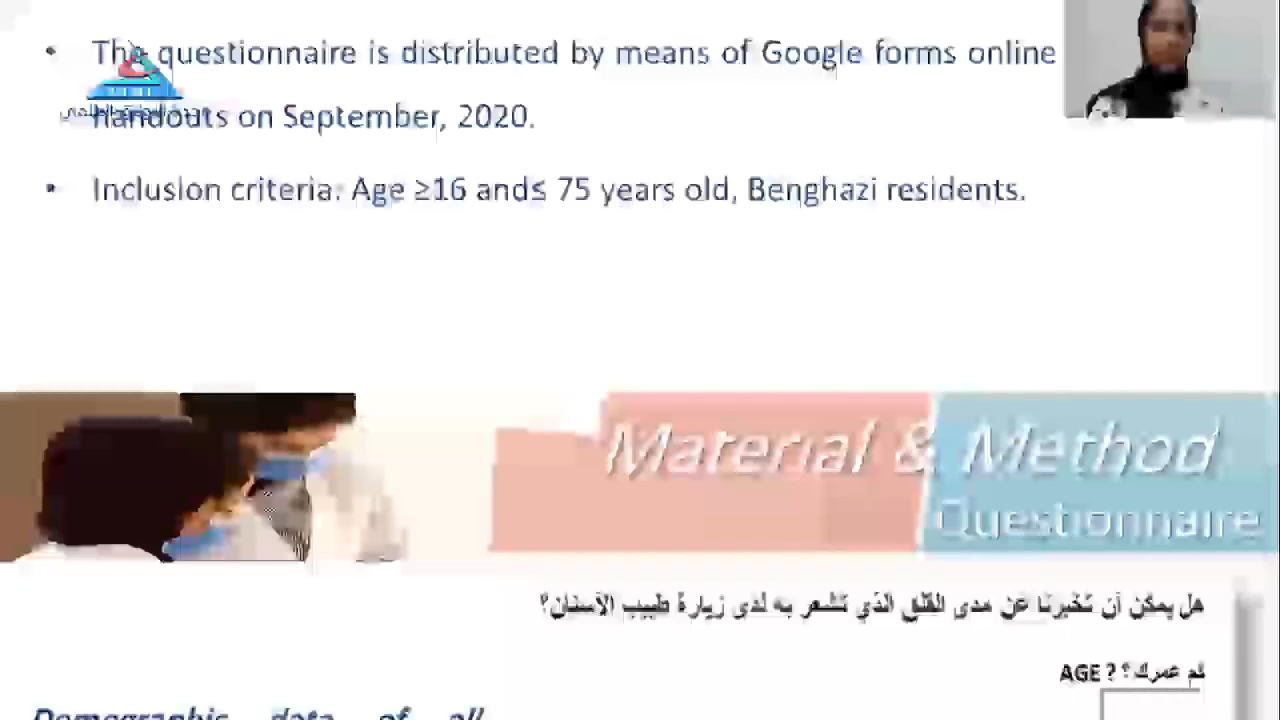 • The questionnaire is distributed by means of Google forms online
handouts on September, 2020.
• Inclusion criteria: Age ≥16 and≤ 75 years old, Benghazi residents.
Material & Method
Questionnaire
هل يمكن أن تخبرنا عن مدى القلق الذي تشعر به لدى زيارة طبيب الأسنان؟
كم عمرك؟ ? AGE
Demographic data of all